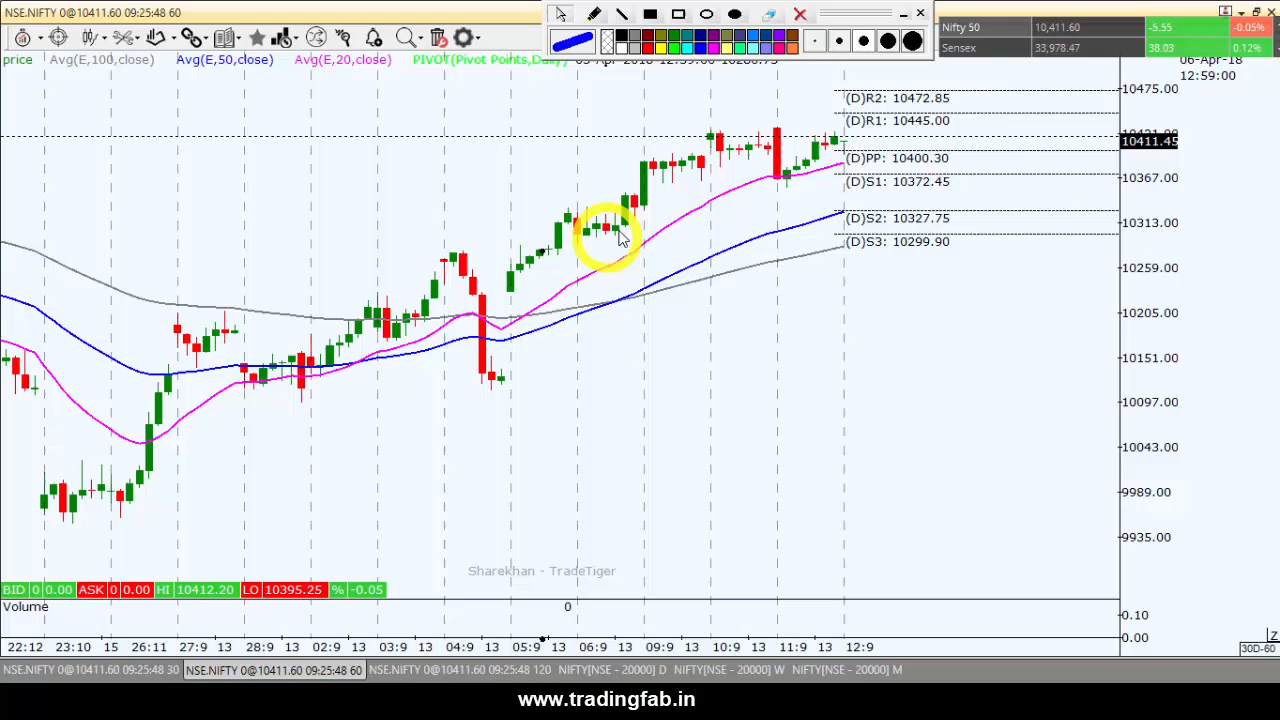 NSE.NIFTY 0@10411.60 09:25:48 60
Nifty 50 10,411.60 -5.55 -0.05%
Sensex 33,978.47 38.03 0.12%
price Avg(E,100,close) Avg(E,50,close) Avg(E,20,close) PIVOT(Pivot Points,Daily)
06-Apr-18
12:59:00
10475.00
(D)R2: 10472.85
(D)R1: 10445.00
10421.00
10411.45
(D)PP: 10400.30
10367.00
(D)S1: 10372.45
(D)S2: 10327.75
10313.00
(D)S3: 10299.90
10259.00
10205.00
10151.00
10097.00
10043.00
9989.00
9935.00
Sharekhan - TradeTiger
BID 0 0.00 ASK 0 0.00 HI 10412.20 LO 10395.25 % -0.05
Volume 0
0.10
0.00
22:12 23:10 15 26:11 27:9 13 28:9 13 02:9 13 03:9 13 04:9 13 05:9 13 06:9 13 09:9 13 10:9 13 11:9 13 12:9
Z
30D-60
NSE.NIFTY 0@10411.60 09:25:48 30 NSE.NIFTY 0@10411.60 09:25:48 60 NSE.NIFTY 0@10411.60 09:25:48 120 NIFTY[NSE - 20000] D NIFTY[NSE - 20000] W NIFTY[NSE - 20000] M
www.tradingfab.in